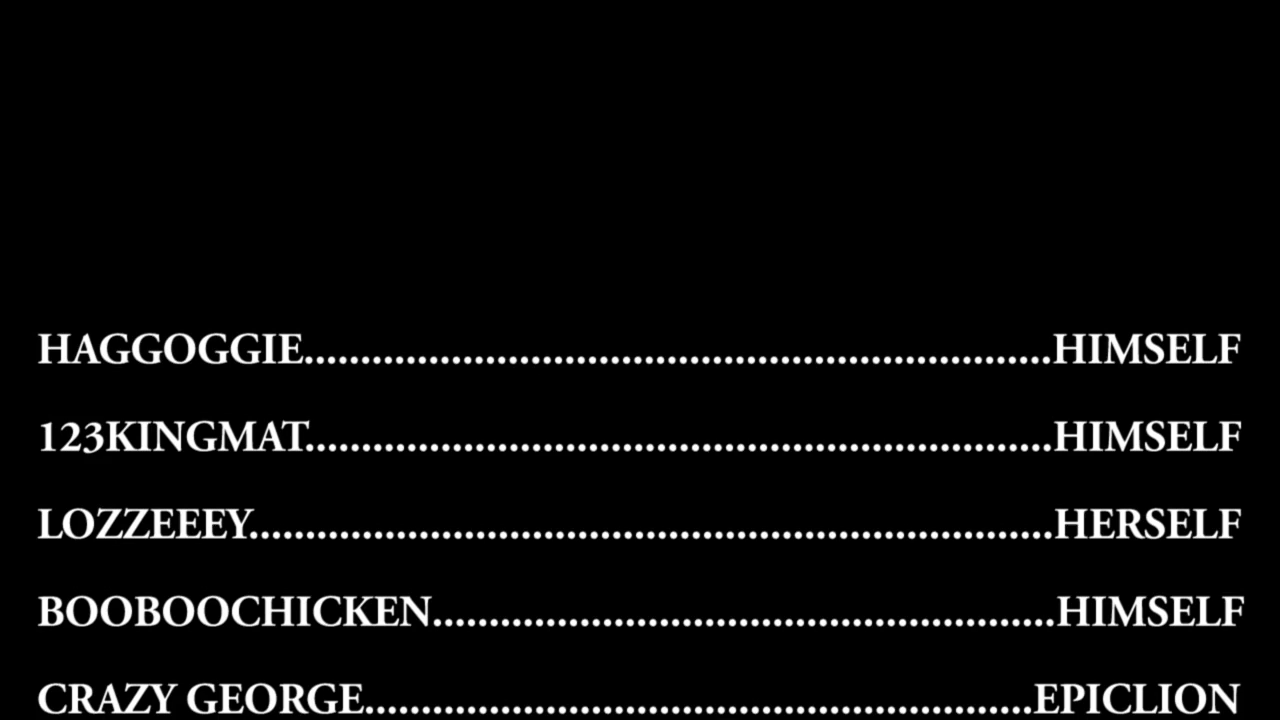 HAGGOGGIE...................................................................HIMSELF
123KINGMAT...................................................................HIMSELF
LOZZEEEY........................................................................HERSELF
BOOBOOCHICKEN........................................................HIMSELF
CRAZY GEORGE............................................................EPICLION